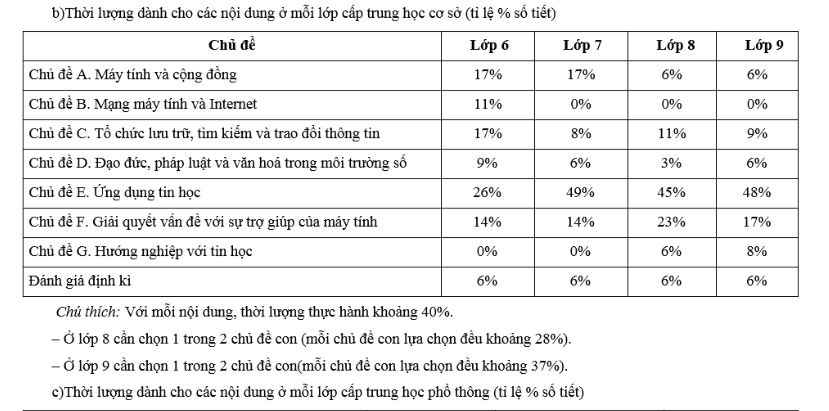 b)Thời lượng dành cho các nội dung ở mỗi lớp cấp trung học cơ sở (tỉ lệ % số tiết)
Chủ đề Lớp 6 Lớp 7 Lớp 8 Lớp 9
Chủ đề A. Máy tính và cộng đồng 17% 17% 6% 6%
Chủ đề B. Mạng máy tính và Internet 11% 0% 0% 0%
Chủ đề C. Tổ chức lưu trữ, tìm kiếm và trao đổi thông tin 17% 8% 11% 9%
Chủ đề D. Đạo đức, pháp luật và văn hoá trong môi trường số 9% 6% 3% 6%
Chủ đề E. Ứng dụng tin học 26% 49% 45% 48%
Chủ đề F. Giải quyết vấn đề với sự trợ giúp của máy tính 14% 14% 23% 17%
Chủ đề G. Hướng nghiệp với tin học 0% 0% 6% 8%
Đánh giá định kì 6% 6% 6% 6%
Chú thích: Với mỗi nội dung, thời lượng thực hành khoảng 40%.
– Ở lớp 8 cần chọn 1 trong 2 chủ đề con (mỗi chủ đề con lựa chọn đều khoảng 28%).
– Ở lớp 9 cần chọn 1 trong 2 chủ đề con(mỗi chủ đề con lựa chọn đều khoảng 37%).
c)Thời lượng dành cho các nội dung ở mỗi lớp cấp trung học phổ thông (tỉ lệ % số tiết)